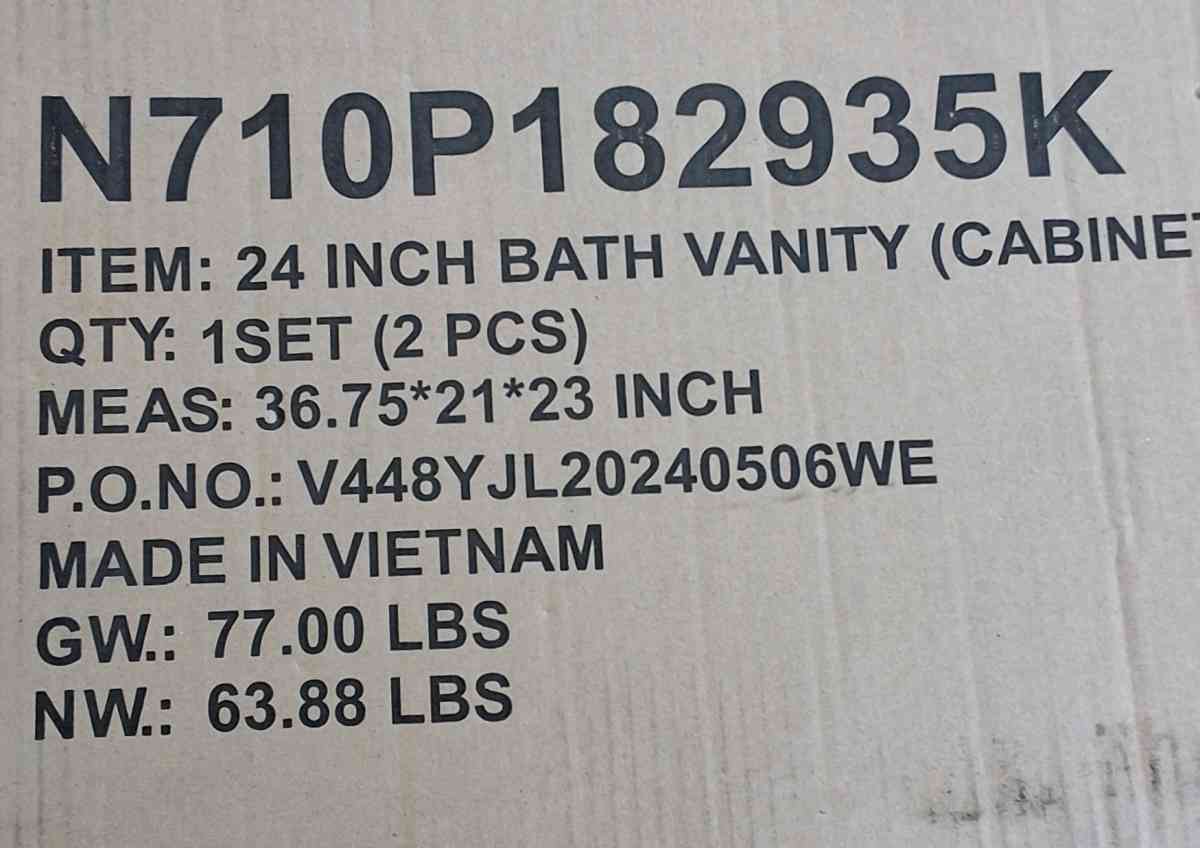 N710P182935K
ITEM: 24 INCH BATH VANITY (CABINET
QTY: 1SET (2 PCS)
MEAS: 36.75*21*23 INCH
P.O.NO.: V448YJL20240506WE
MADE IN VIETNAM
GW.: 77.00 LBS
NW.: 63.88 LBS